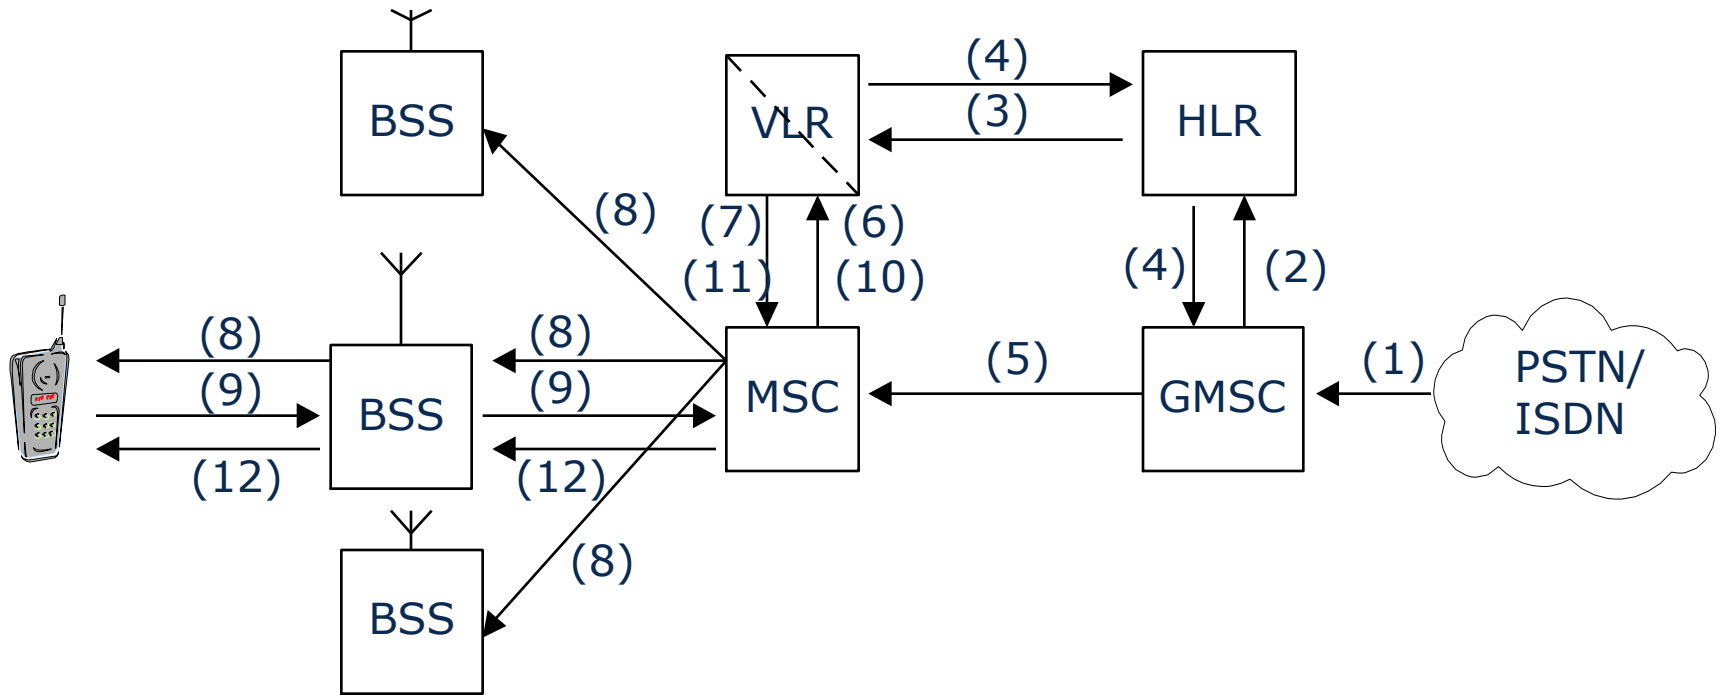 BSS
VLR
(4)
(3)
HLR
(8)
(7)
(11)
(6)
(10)
(4)
(2)
(8)
(9)
(12)
BSS
(8)
(9)
(12)
MSC
(5)
GMSC
(1)
PSTN/
ISDN
(8)
BSS